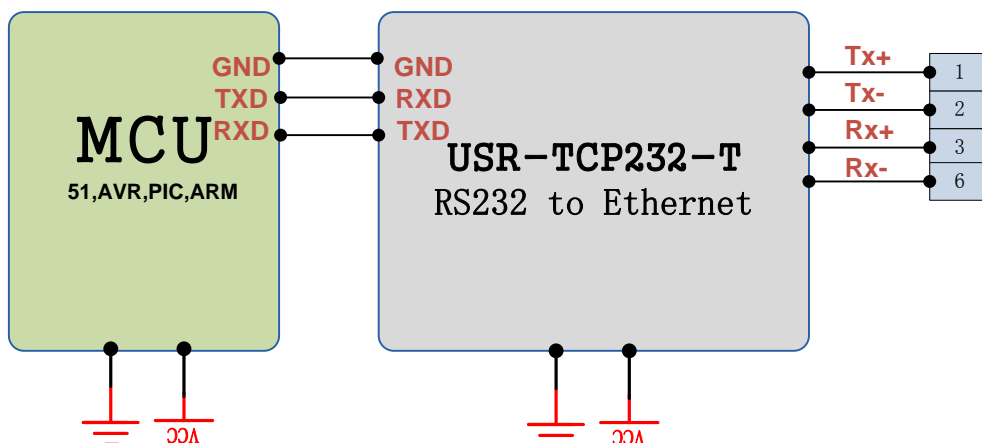 GND
TXD
RXD
MCU
51,AVR,PIC,ARM
GND
RXD
TXD
USR-TCP232-T
RS232 to Ethernet
Tx+ 1
Tx- 2
Rx+ 3
Rx- 6
VCC
VCC